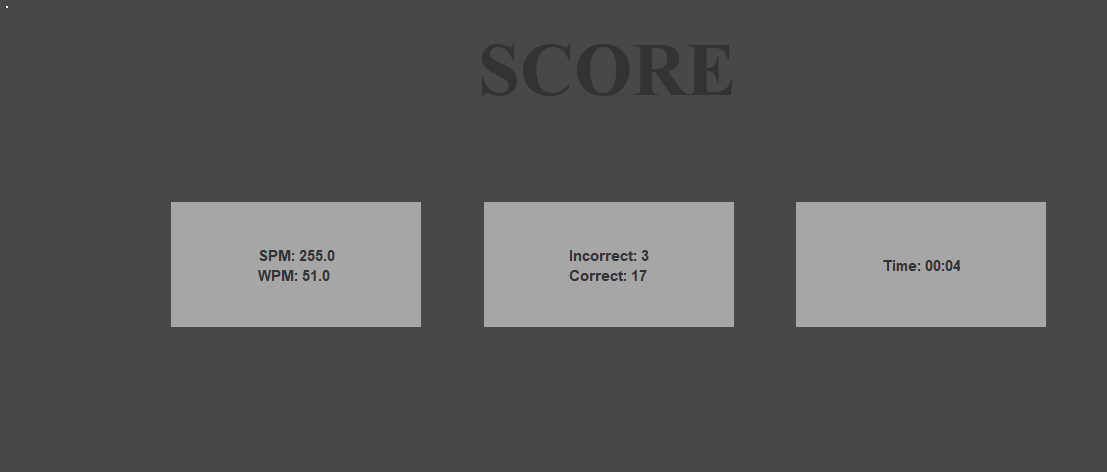 SCORE
SPM: 255.0
WPM: 51.0
Incorrect: 3
Correct: 17
Time: 00:04